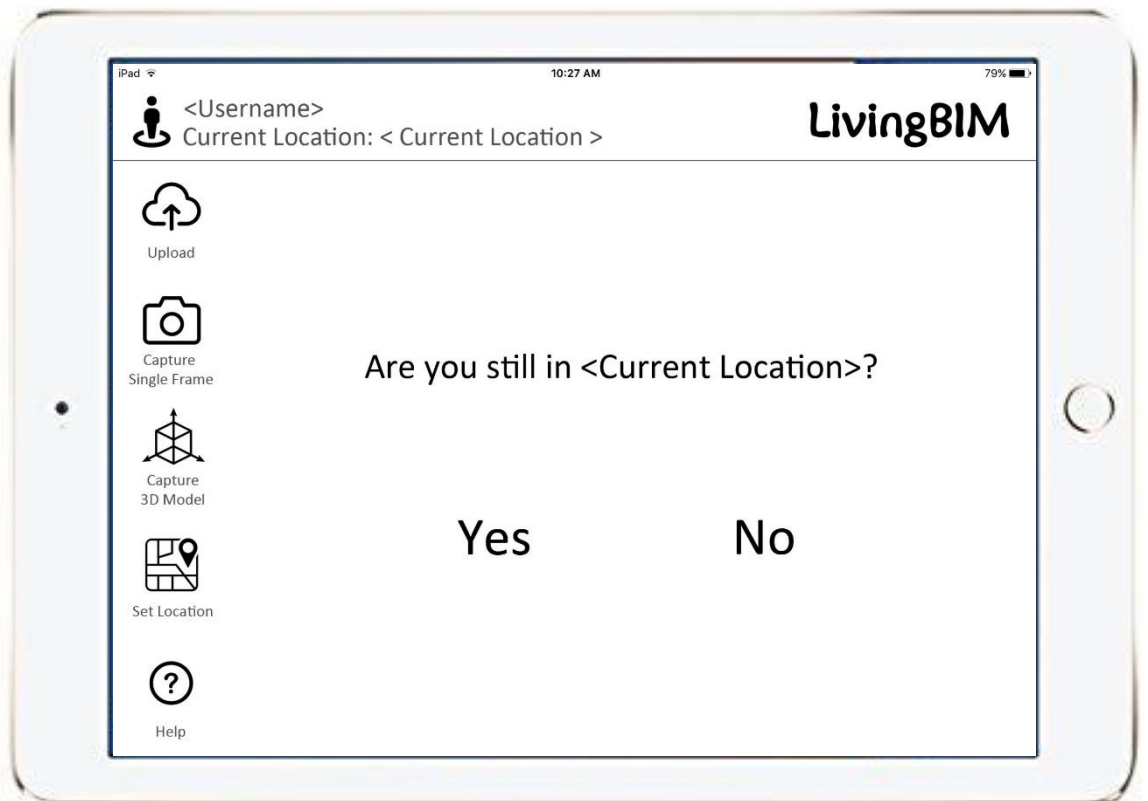 iPad 10:27 AM 79%
<Username>
Current Location: < Current Location >
LivingBIM
Upload
Capture
Single Frame
Capture
3D Model
Set Location
?
Help
Are you still in <Current Location>?
Yes No